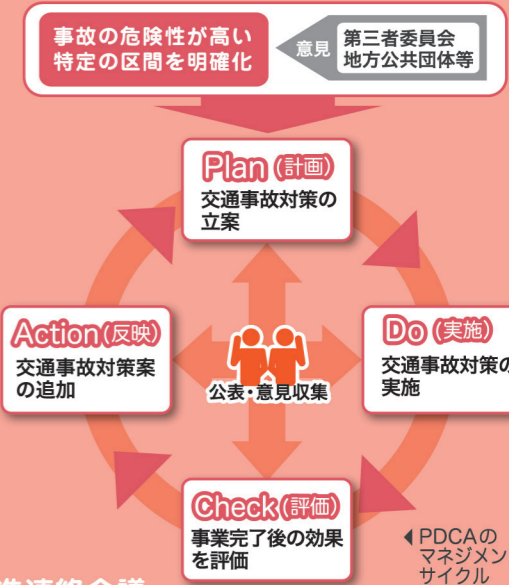 事故の危険性が高い
特定の区間を明確化
意見
第三者委員会
地方公共団体等
Plan(計画)
交通事故対策の
立案
Action(反映)
交通事故対策案
の追加
Do(実施)
交通事故対策の
実施
公表・意見収集
Check(評価)
事業完了後の効果
を評価
◀PDCAの
マネジメン
サイクル
進連絡会議